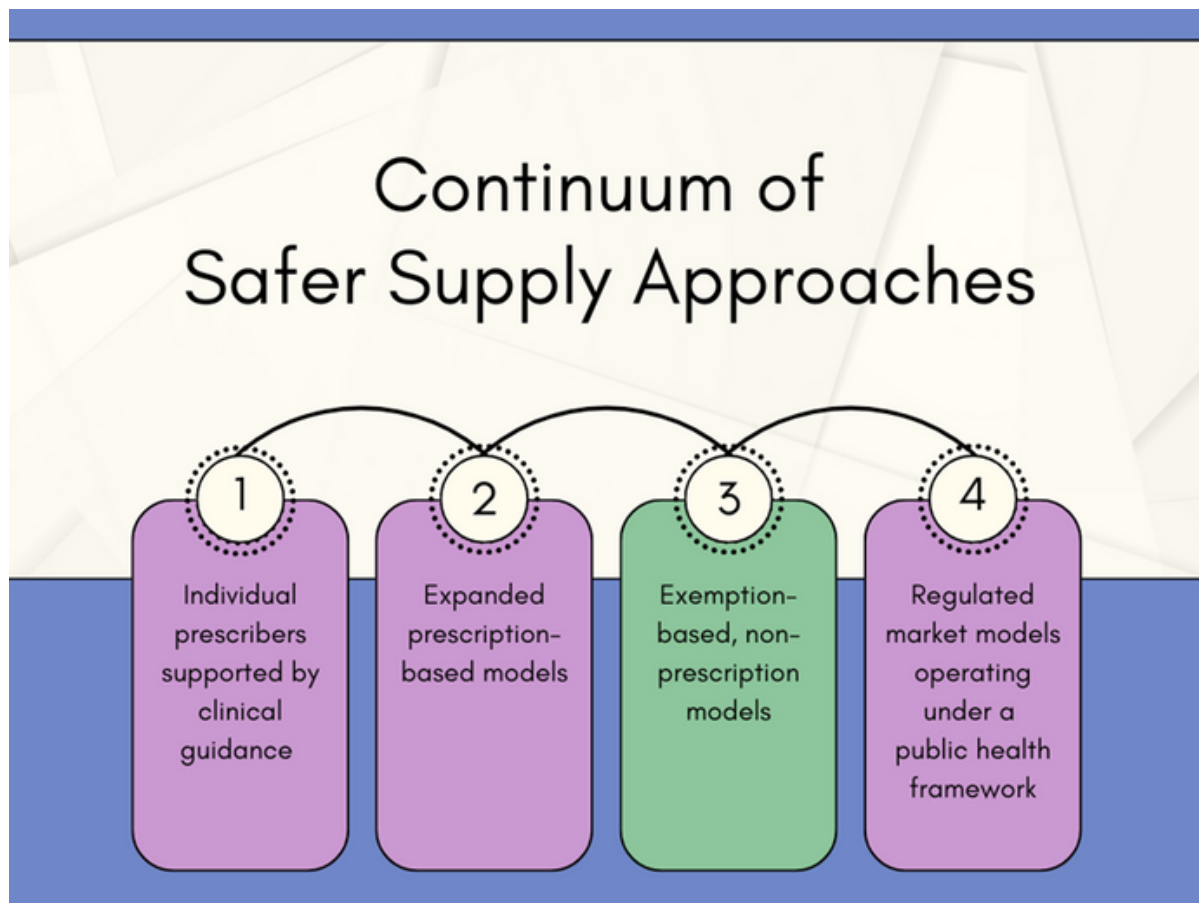 Continuum of
Safer Supply Approaches
1
Individual
prescribers
supported by
clinical
guidance
2
Expanded
prescription-
based models
3
Exemption-
based, non-
prescription
models
4
Regulated
market models
operating
under a
public health
framework